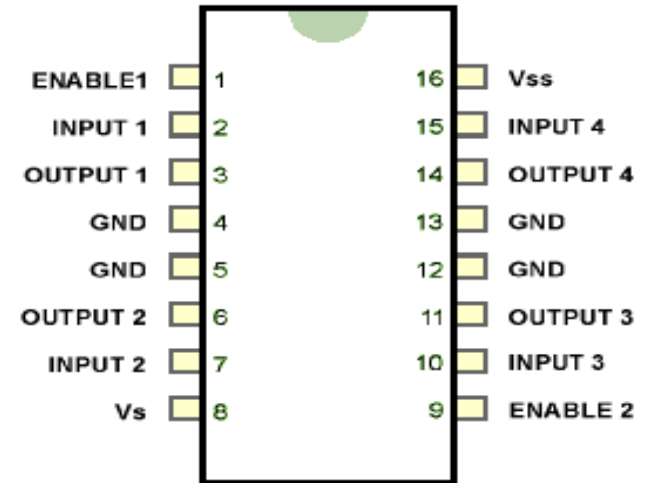 ENABLE1 1 16 Vss
INPUT 1 2 15 INPUT 4
OUTPUT 1 3 14 OUTPUT 4
GND 4 13 GND
GND 5 12 GND
OUTPUT 2 6 11 OUTPUT 3
INPUT 2 7 10 INPUT 3
Vs 8 9 ENABLE 2